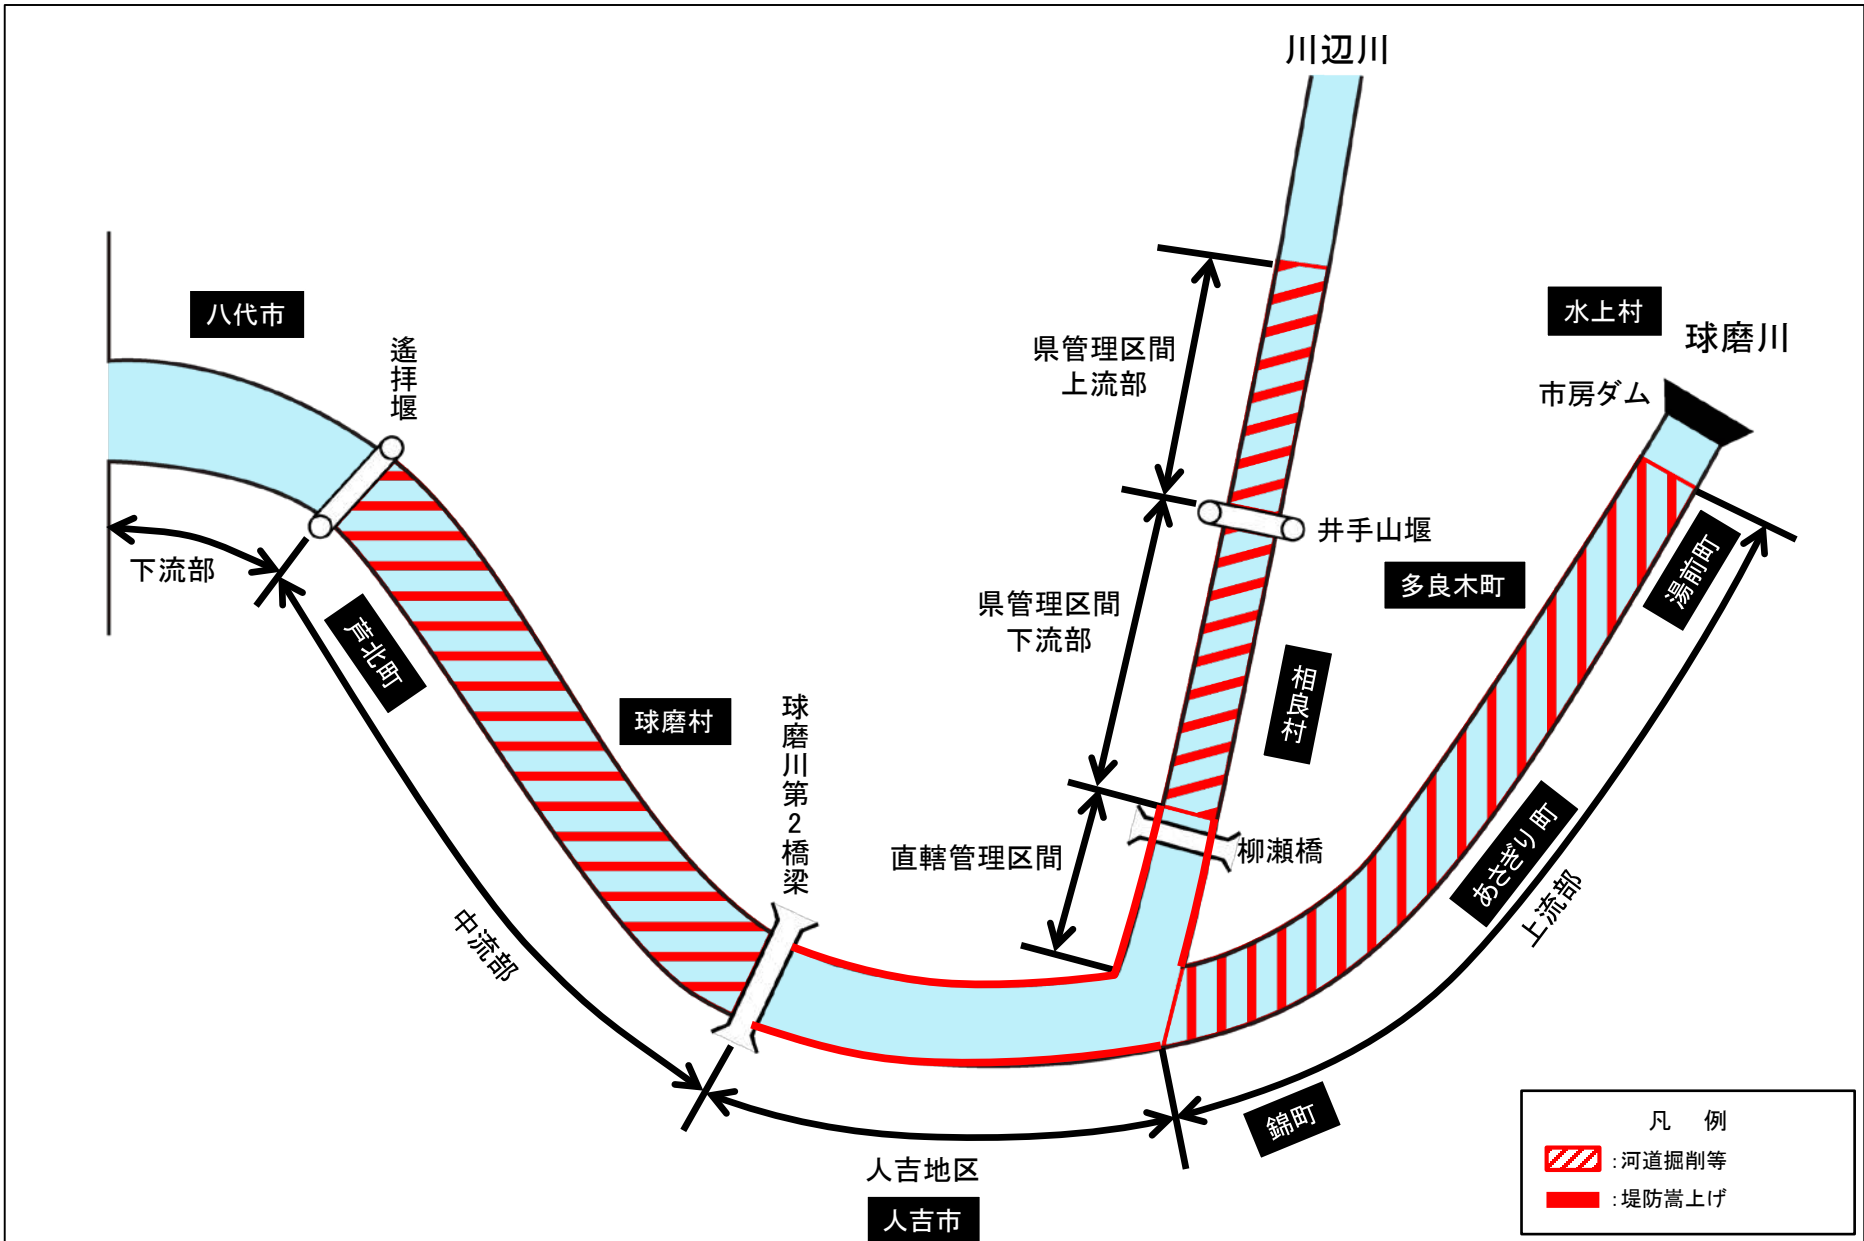 川辺川
八代市
遙拝堰
水上村
球磨川
県管理区間
上流部
市房ダム
井手山堰
下流部
多良木町
湯前町
県管理区間
下流部
芦北町
相良村
球磨村
球磨川第2橋梁
直轄管理区間
柳瀬橋
あさぎり町
上流部
中流部
錦町
人吉地区
人吉市
凡 例
:河道掘削等
:堤防嵩上げ